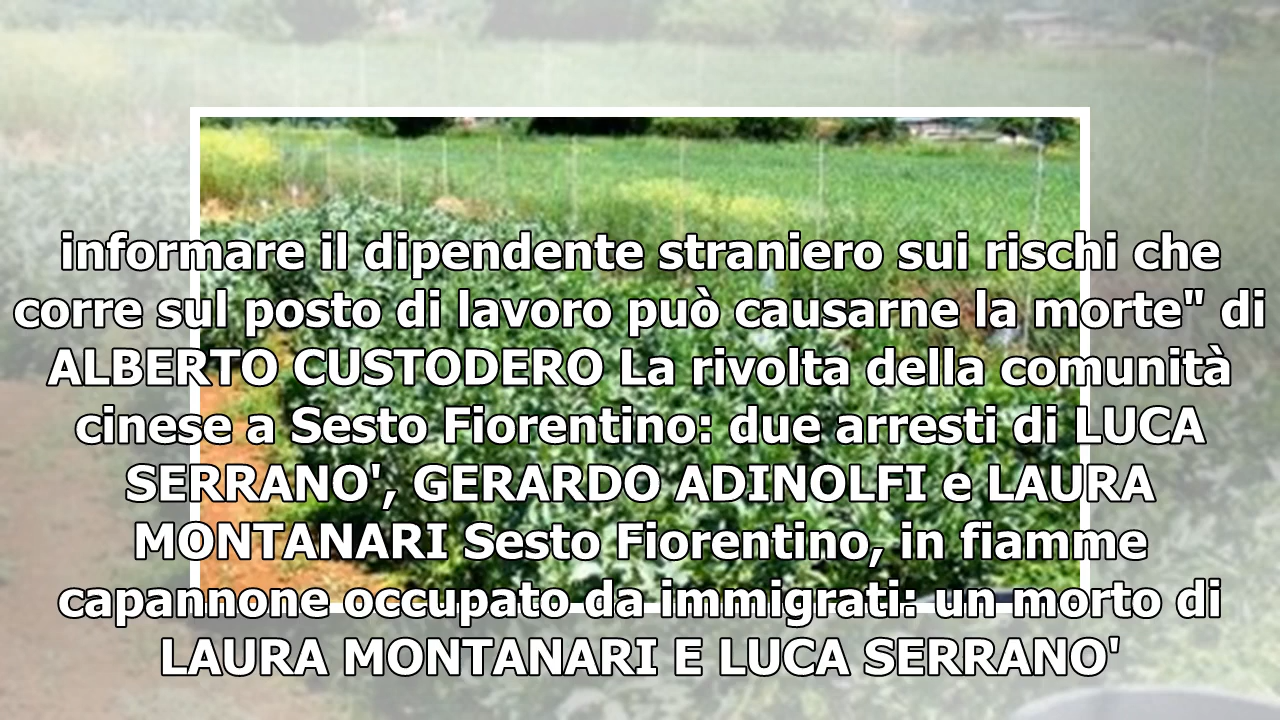 informare il dipendente straniero sui rischi che
corre sul posto di lavoro può causarne la morte" di
ALBERTO CUSTODERO La rivolta della comunità
cinese a Sesto Fiorentino: due arresti di LUCA
SERRANO', GERARDO ADINOLFI e LAURA
MONTANARI Sesto Fiorentino, in fiamme
capannone occupato da immigrati: un morto di
LAURA MONTANARI E LUCA SERRANO'